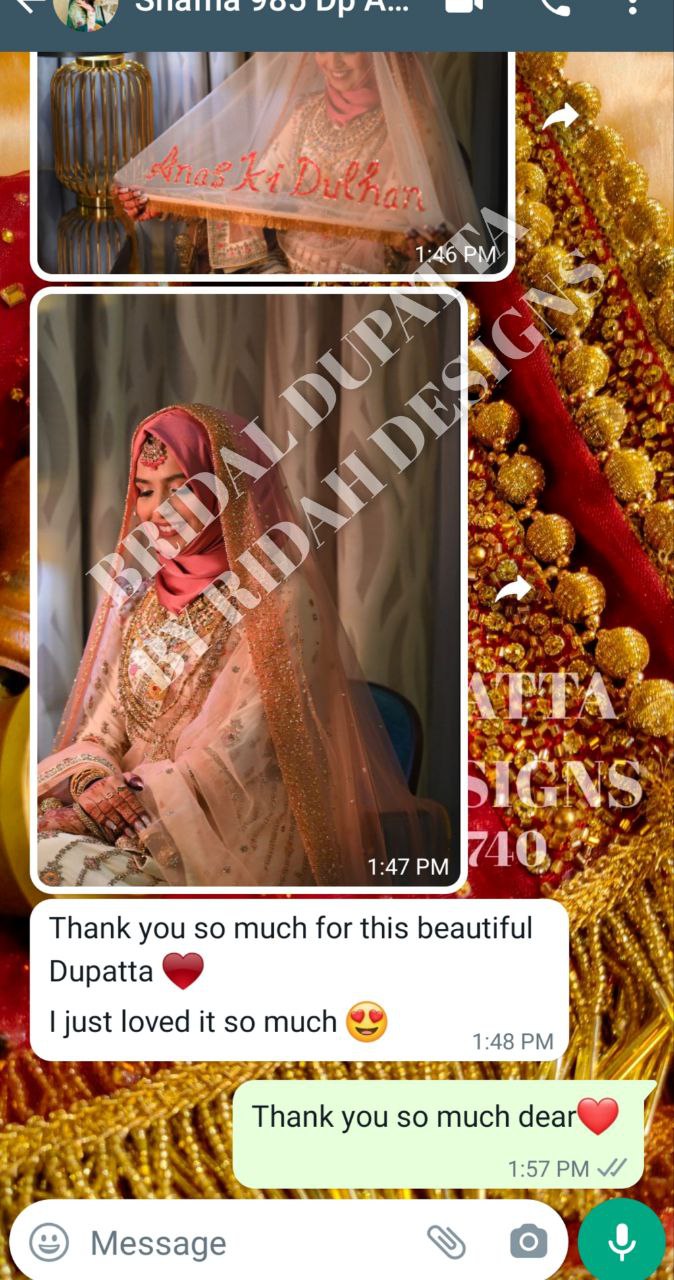 Shama 985 Dp A...
Anas Ki Dulhan
1:46 PM
BRIDAL DUPATTA
BY RIDAH DESIGNS
1:47 PM
ATTA
SIGNS
740
Thank you so much for this beautiful
Dupatta ❤️
I just loved it so much 😍
1:48 PM
Thank you so much dear❤️
1:57 PM
Message